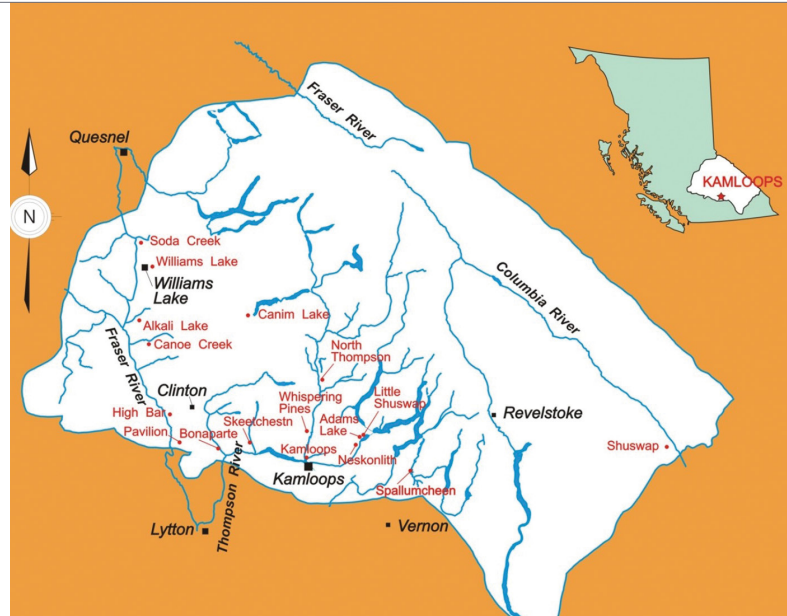 Fraser River
Quesnel
KAMLOOPS
N
Soda Creek
Williams Lake
Williams
Lake
Columbia River
Canim Lake
Alkali Lake
Canoe Creek
Fraser River
North
Thompson
Clinton
Whispering
Pines
Little
Shuswap
High Bar
Skeetchestn
Adams
Lake
Revelstoke
Pavilion
Bonaparte
Kamloops
Neskonlith
Shuswap
Kamloops
Spallumcheen
Thompson River
Lytton
Vernon